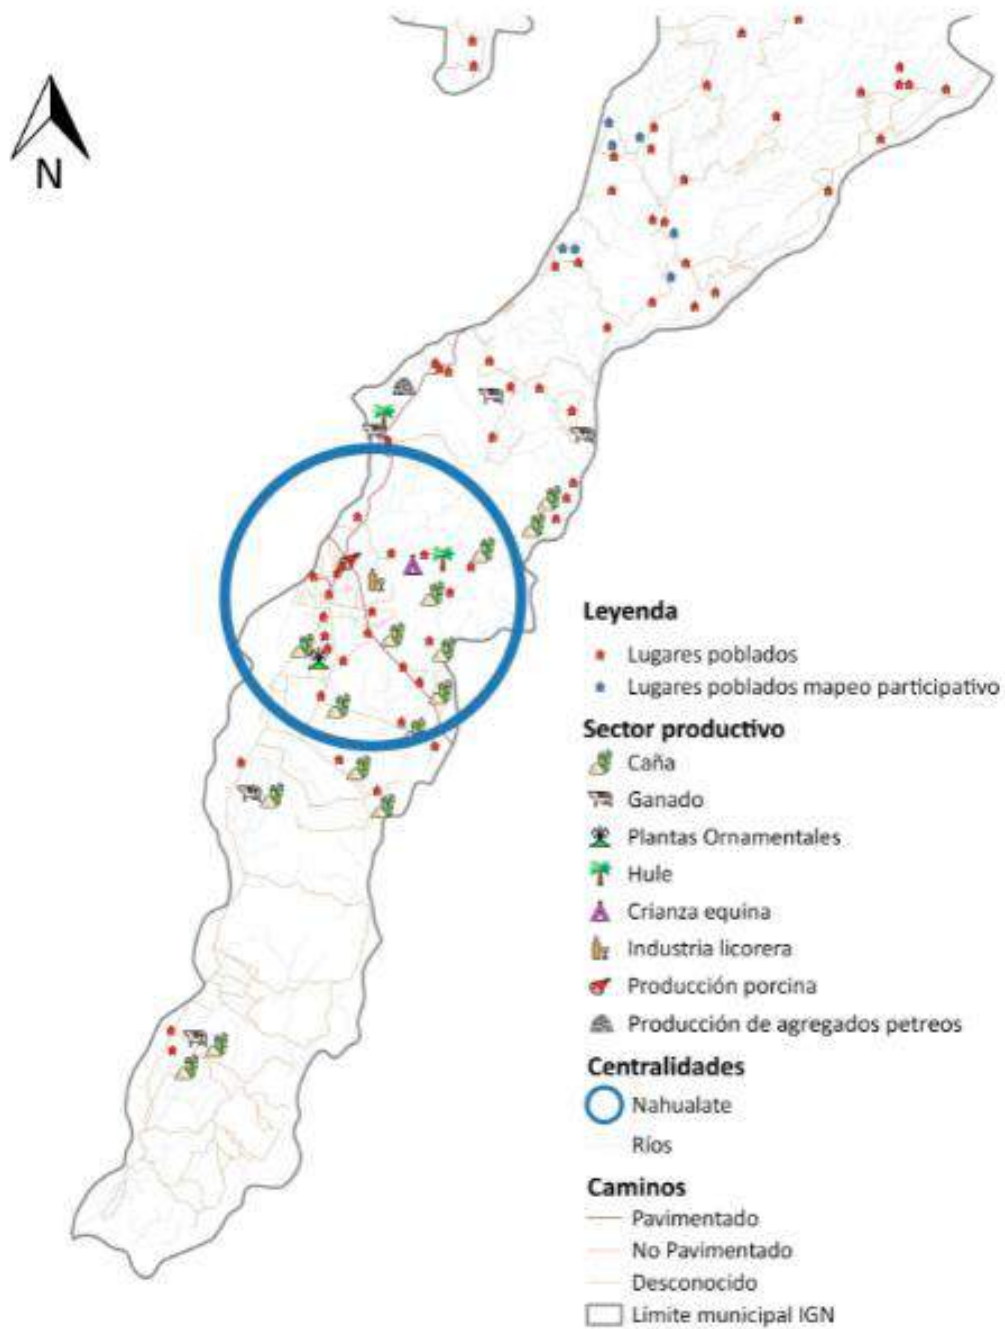 N
Leyenda
Lugares poblados
Lugares poblados mapeo participativo
Sector productivo
Caña
Ganado
Plantas Ornamentales
Hule
Crianza equina
Industria licorera
Producción porcina
Producción de agregados petreos
Centralidades
Nahualate
Ríos
Caminos
Pavimentado
No Pavimentado
Desconocido
Límite municipal IGN